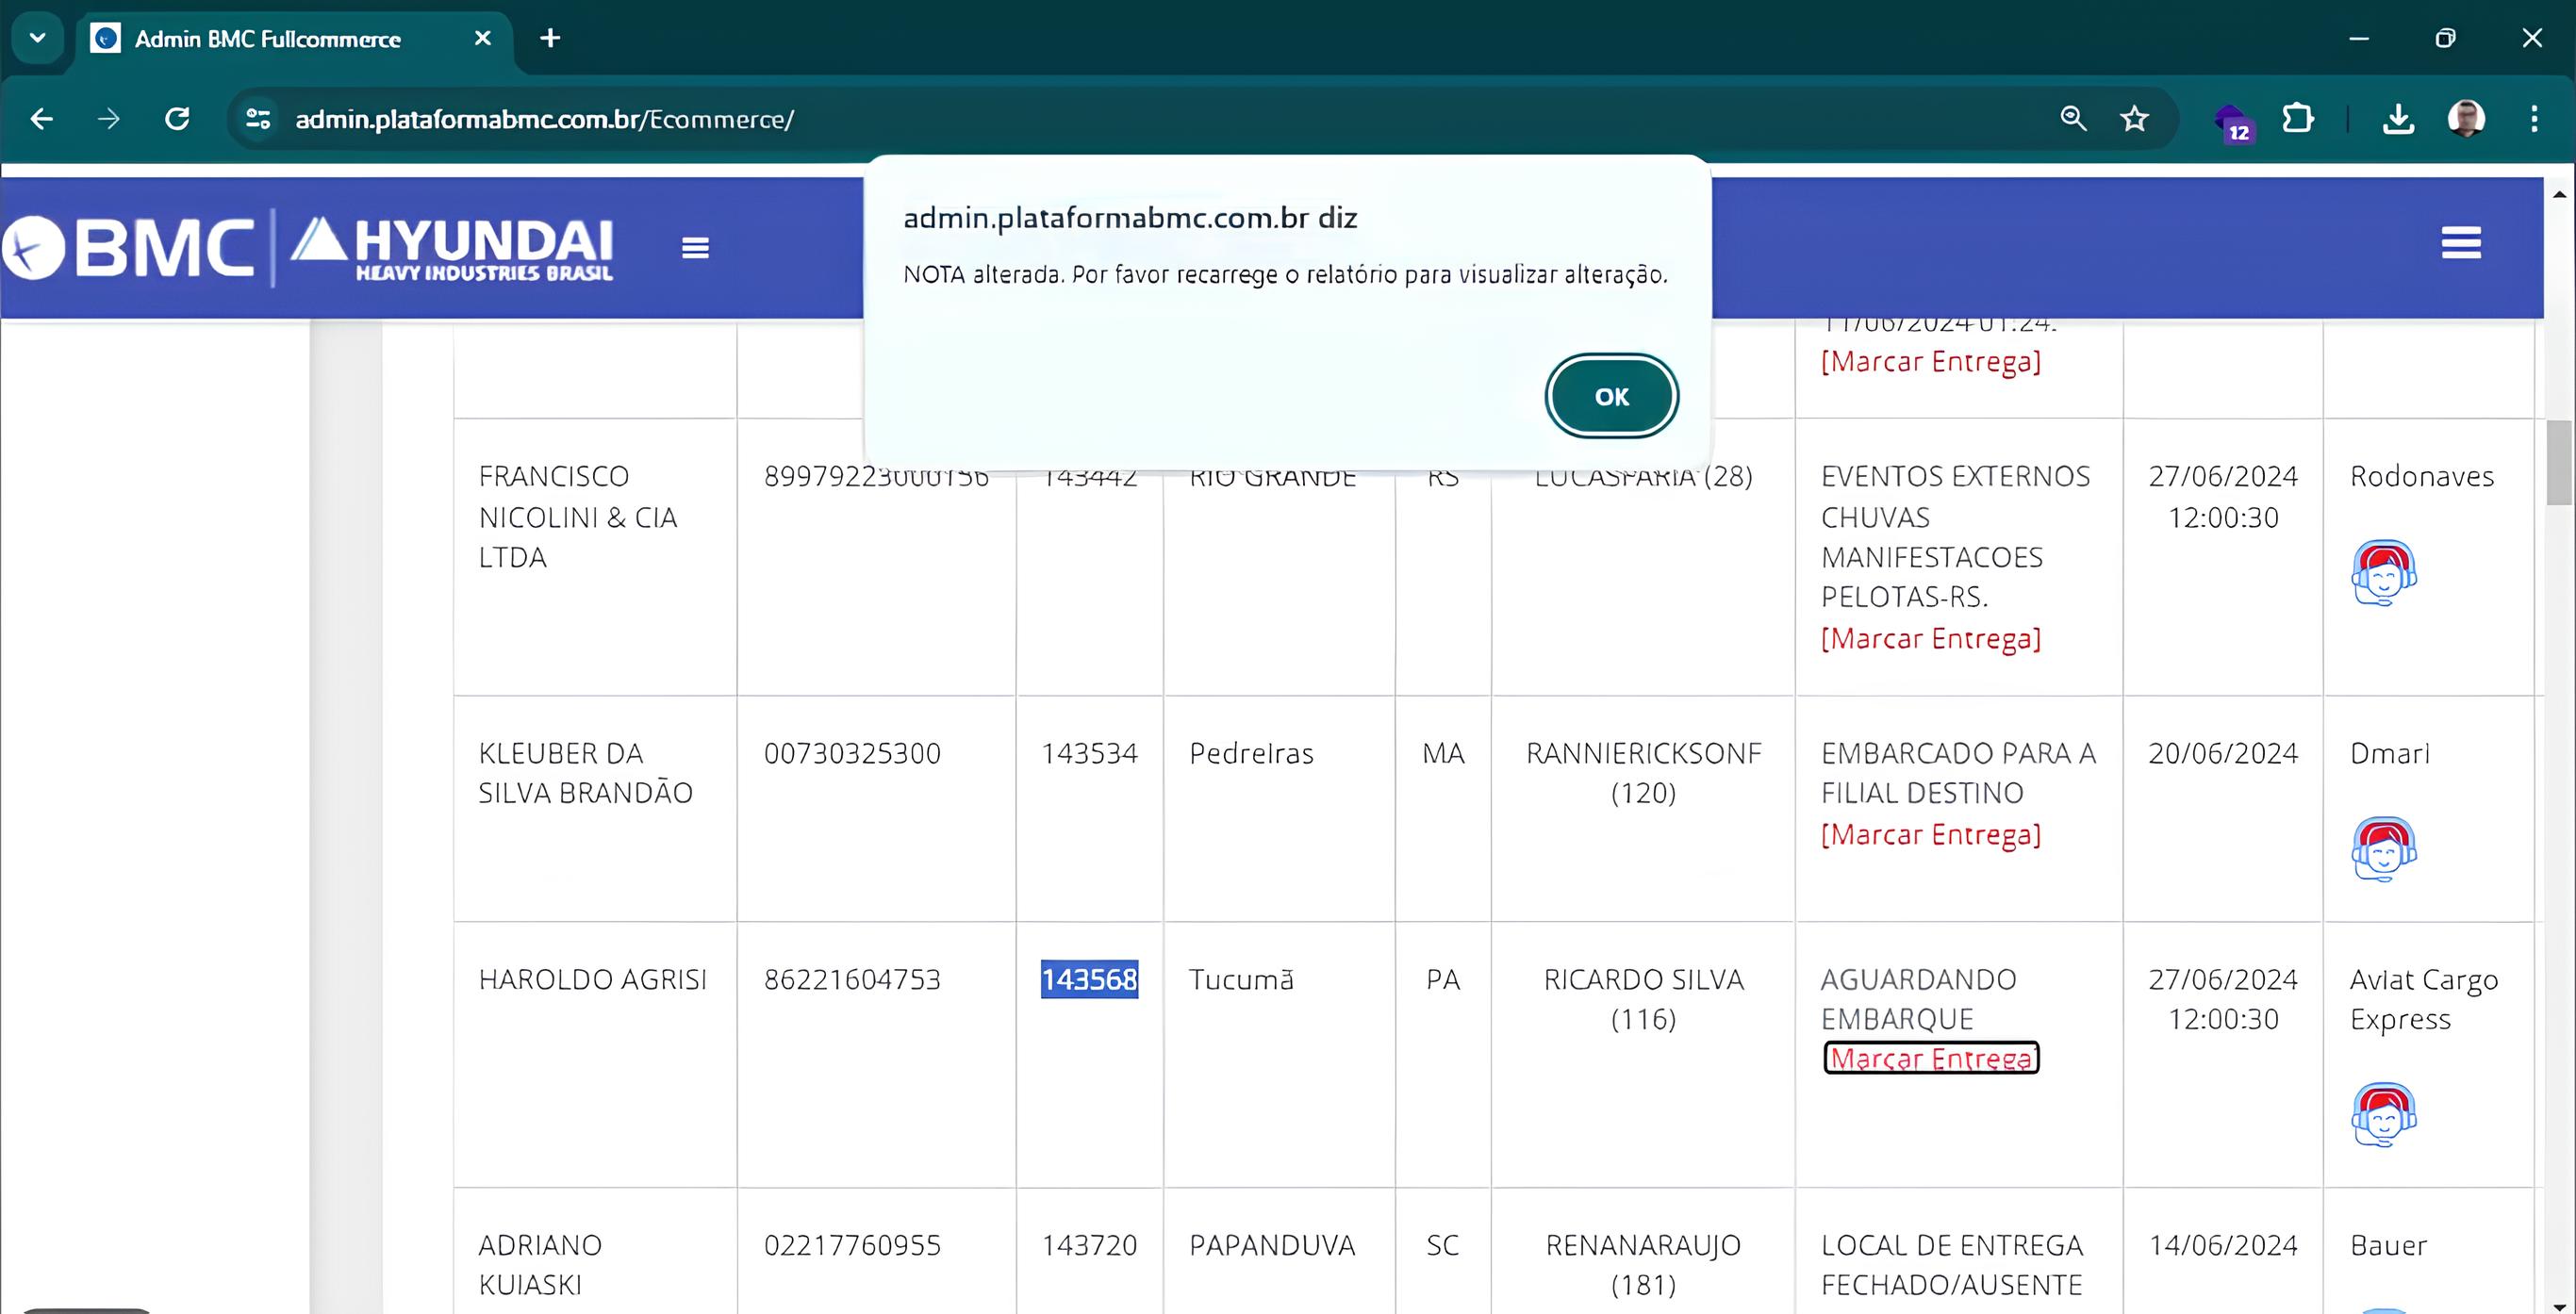 Admin BMC Fullcommerce
admin.plataformabmc.com.br/Ecommerce/
12
BMC
HYUNDAI
HEAVY INDUSTRIES BRASIL
admin.plataformabmc.com.br diz
NOTA alterada. Por favor recarrege o relatório para visualizar alteração.
OK
11/06/2024 01:24.
[Marcar Entrega]
FRANCISCO 89979223000156 143442 RIO GRANDE RS LUCASFARIA (28) EVENTOS EXTERNOS 27/06/2024 Rodonaves
NICOLINI & CIA CHUVAS 12:00:30
LTDA MANIFESTACOES
PELOTAS-RS.
[Marcar Entrega]
KLEUBER DA 00730325300 143534 Pedreiras MA RANNIERICKSONF EMBARCADO PARA A 20/06/2024 Dmari
SILVA BRANDÃO (120) FILIAL DESTINO
[Marcar Entrega]
HAROLDO AGRISI 86221604753 143568 Tucumã PA RICARDO SILVA AGUARDANDO 27/06/2024 Aviat Cargo
(116) EMBARQUE 12:00:30 Express
[Marcar Entrega]
ADRIANO 02217760955 143720 PAPANDUVA SC RENANARAUJO LOCAL DE ENTREGA 14/06/2024 Bauer
KUIASKI (181) FECHADO/AUSENTE